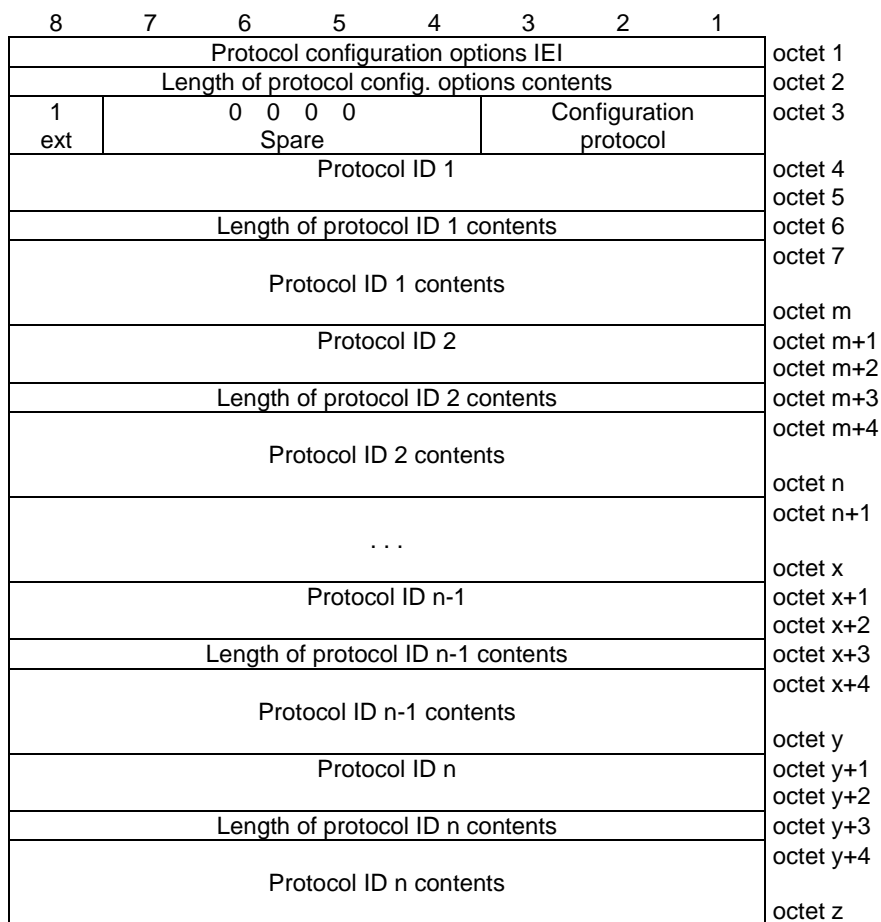 8 7 6 5 4 3 2 1
Protocol configuration options IEI octet 1
Length of protocol config. options contents octet 2
1 0 0 0 0 Configuration octet 3
ext Spare protocol
Protocol ID 1 octet 4
octet 5
Length of protocol ID 1 contents octet 6
octet 7
Protocol ID 1 contents
octet m
Protocol ID 2 octet m+1
octet m+2
Length of protocol ID 2 contents octet m+3
octet m+4
Protocol ID 2 contents
octet n
octet n+1
. . .
octet x
Protocol ID n-1 octet x+1
octet x+2
Length of protocol ID n-1 contents octet x+3
octet x+4
Protocol ID n-1 contents
octet y
Protocol ID n octet y+1
octet y+2
Length of protocol ID n contents octet y+3
octet y+4
Protocol ID n contents
octet z